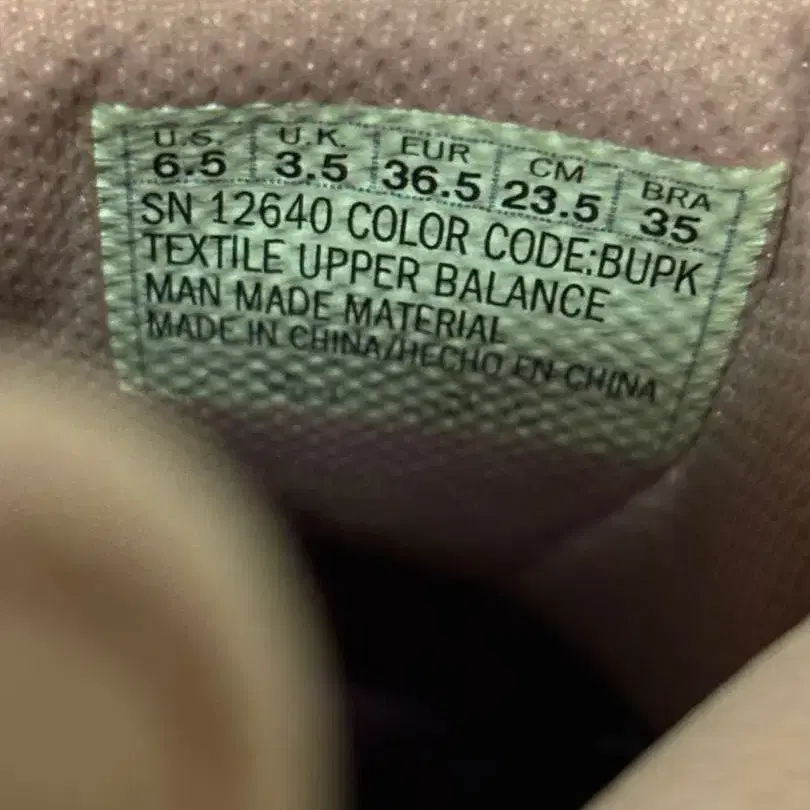 U.S. U.K. EUR CM BRA
6.5 3.5 36.5 23.5 35
SN 12640 COLOR CODE:BUPK
TEXTILE UPPER BALANCE
MAN MADE MATERIAL
MADE IN CHINA/HECHO EN CHINA